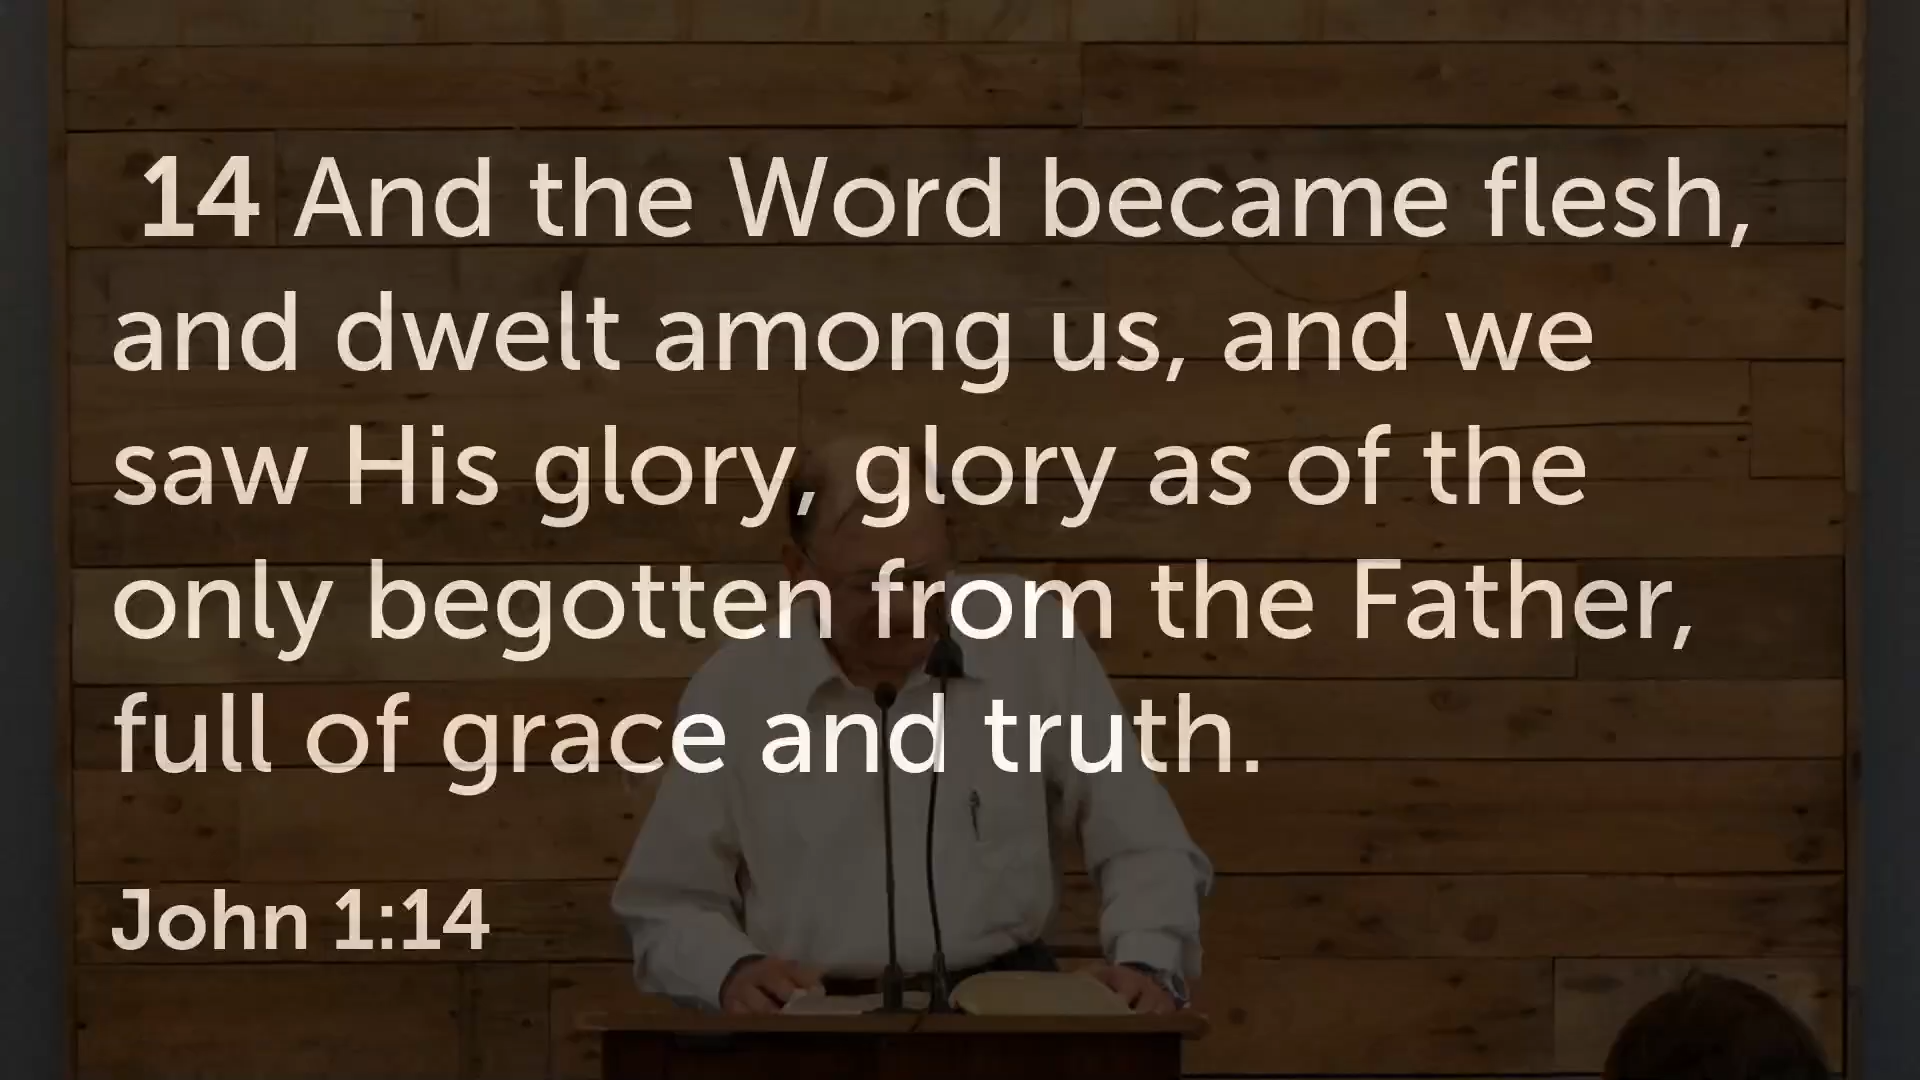 14 And the Word became flesh,
and dwelt among us, and we
saw His glory, glory as of the
only begotten from the Father,
full of grace and truth.
John 1:14